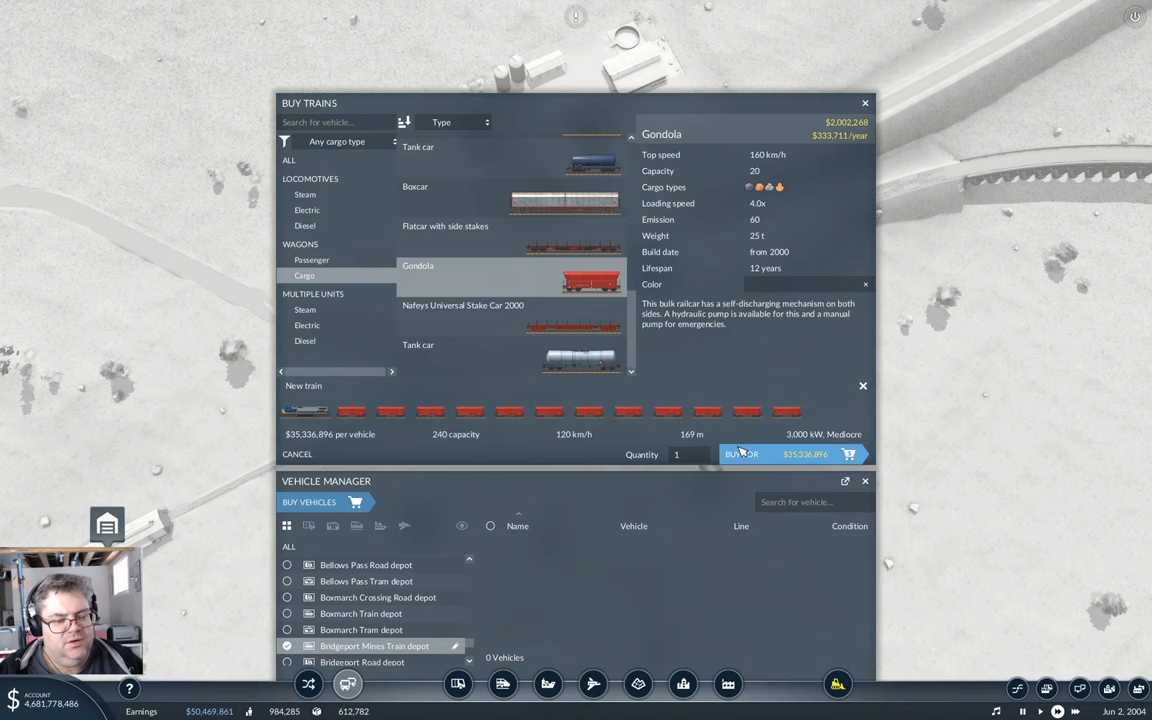 BUY TRAINS
Search for vehicle...
Type
Any cargo type
ALL
LOCOMOTIVES
Steam
Electric
Diesel
WAGONS
Passenger
Cargo
MULTIPLE UNITS
Steam
Electric
Diesel
Tank car
Boxcar
Flatcar with side stakes
Gondola
Nafeys Universal Stake Car 2000
Tank car
$2,002,268
Gondola
$333,711/year
Top speed 160 km/h
Capacity 20
Cargo types
Loading speed 4.0x
Emission 60
Weight 25 t
Build date from 2000
Lifespan 12 years
Color
This bulk railcar has a self-discharging mechanism on both
sides. A hydraulic pump is available for this and a manual
pump for emergencies.
New train
$35,336,896 per vehicle 240 capacity 120 km/h 169 m 3,000 kW, Mediocre
CANCEL Quantity 1 BUY FOR $35,336,896
VEHICLE MANAGER
BUY VEHICLES Search for vehicle...
Name Vehicle Line Condition
ALL
Bellows Pass Road depot
Bellows Pass Tram depot
Boxmarch Crossing Road depot
Boxmarch Train depot
Boxmarch Tram depot
Bridgeport Mines Train depot
Bridgeport Road depot
0 Vehicles
ACCOUNT
4,681,778,486
Earnings $50,469,861 984,285 612,782 Jun 2, 2004